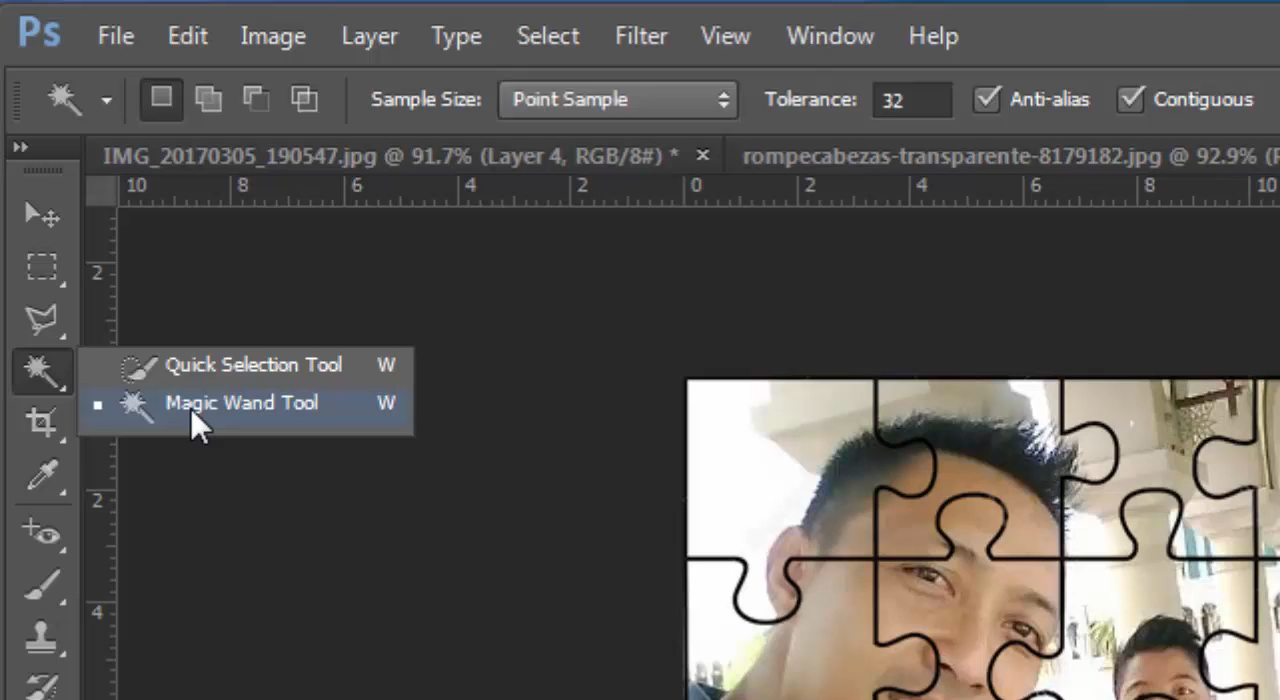 Ps File Edit Image Layer Type Select Filter View Window Help
Sample Size: Point Sample Tolerance: 32 Anti-alias Contiguous
IMG_20170305_190547.jpg @ 91.7% (Layer 4, RGB/8#) * × rompecabezas-transparente-8179182.jpg @ 92.9% (
10 8 6 4 2 0 2 4 6 8 10
2
Quick Selection Tool W
Magic Wand Tool W
2
4